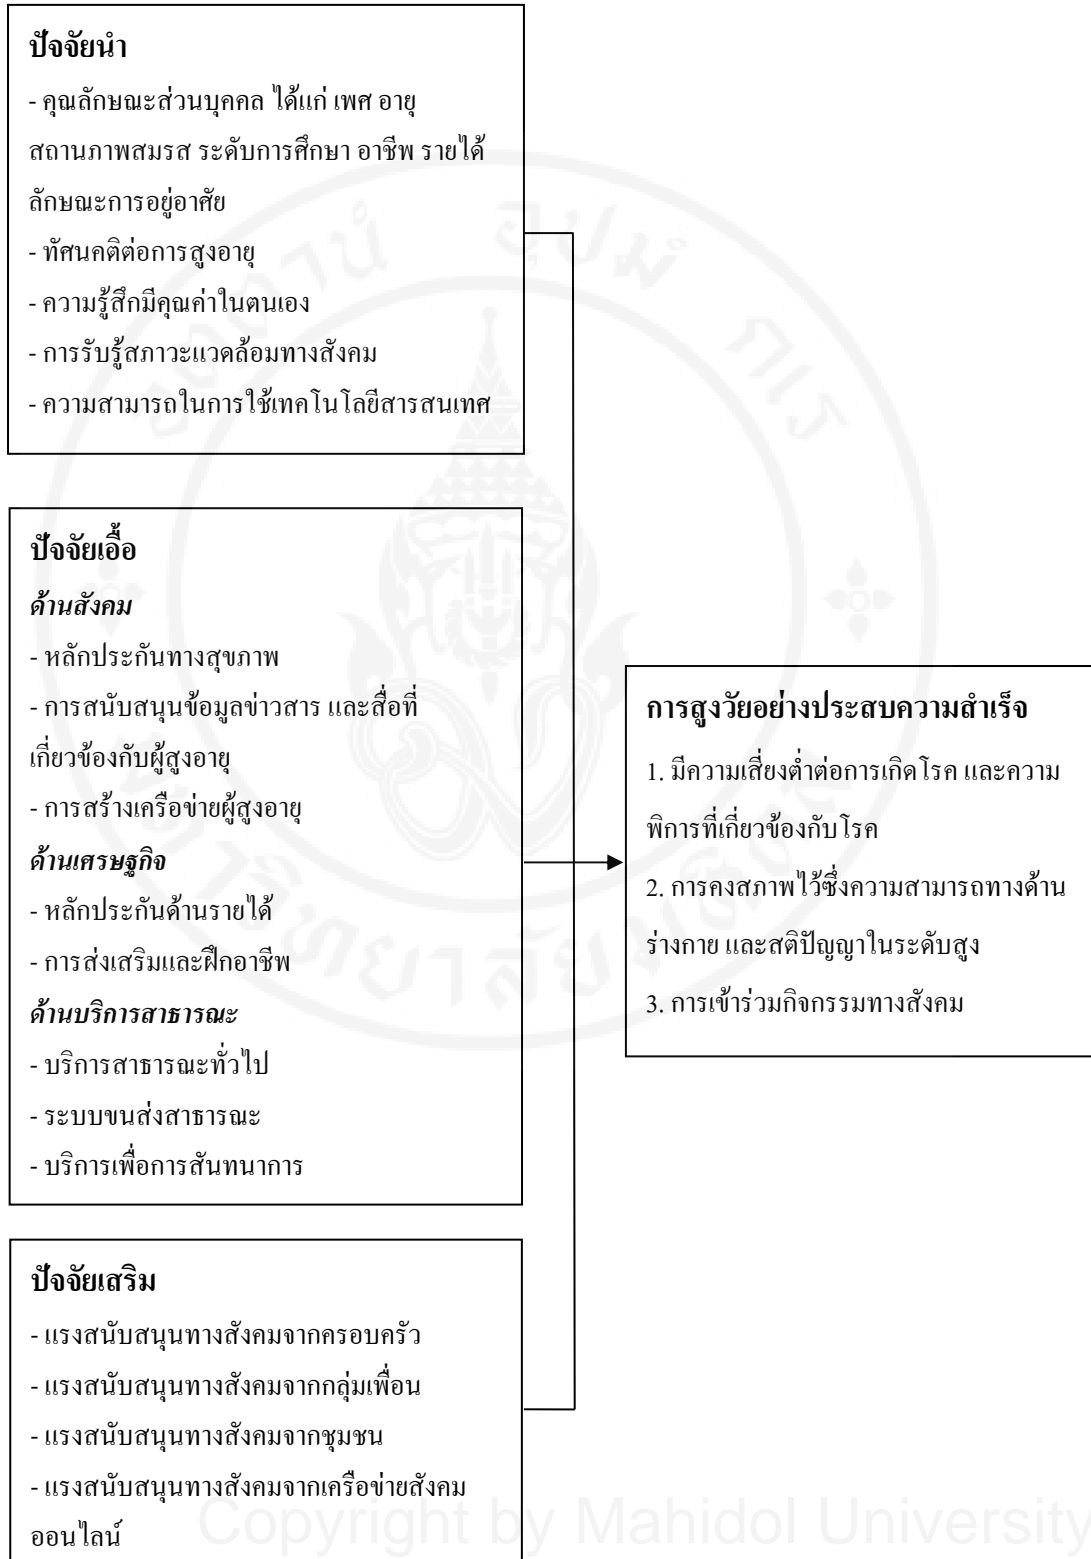 ปัจจัยนำ
- คุณลักษณะส่วนบุคคล ได้แก่ เพศ อายุ
สถานภาพสมรส ระดับการศึกษา อาชีพ รายได้
ลักษณะการอยู่อาศัย
- ทัศนคติต่อการสูงอายุ
- ความรู้สึกมีคุณค่าในตนเอง
- การรับรู้สภาวะแวดล้อมทางสังคม
- ความสามารถในการใช้เทคโนโลยีสารสนเทศ
ปัจจัยเอื้อ
ด้านสังคม
- หลักประกันทางสุขภาพ
- การสนับสนุนข้อมูลข่าวสาร และสื่อที่
เกี่ยวข้องกับผู้สูงอายุ
- การสร้างเครือข่ายผู้สูงอายุ
ด้านเศรษฐกิจ
- หลักประกันด้านรายได้
- การส่งเสริมและฝึกอาชีพ
ด้านบริการสาธารณะ
- บริการสาธารณะทั่วไป
- ระบบขนส่งสาธารณะ
- บริการเพื่อการสันทนาการ
ปัจจัยเสริม
- แรงสนับสนุนทางสังคมจากครอบครัว
- แรงสนับสนุนทางสังคมจากกลุ่มเพื่อน
- แรงสนับสนุนทางสังคมจากชุมชน
- แรงสนับสนุนทางสังคมจากเครือข่ายสังคม
ออนไลน์
การสูงวัยอย่างประสบความสำเร็จ
1. มีความเสี่ยงต่ำต่อการเกิดโรค และความ
พิการที่เกี่ยวข้องกับโรค
2. การคงสภาพไว้ซึ่งความสามารถทางด้าน
ร่างกาย และสติปัญญาในระดับสูง
3. การเข้าร่วมกิจกรรมทางสังคม
อตฺตานํ อุปมํ กเร
มหาวิทยาลัยมหิดล
Copyright by Mahidol University